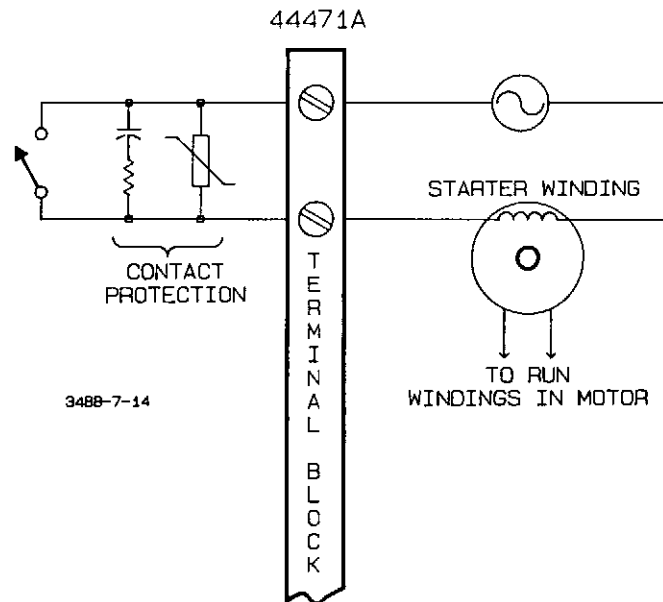 44471A
STARTER WINDING
CONTACT
PROTECTION
TERMINAL BLOCK
TO RUN
WINDINGS IN MOTOR
3488-7-14